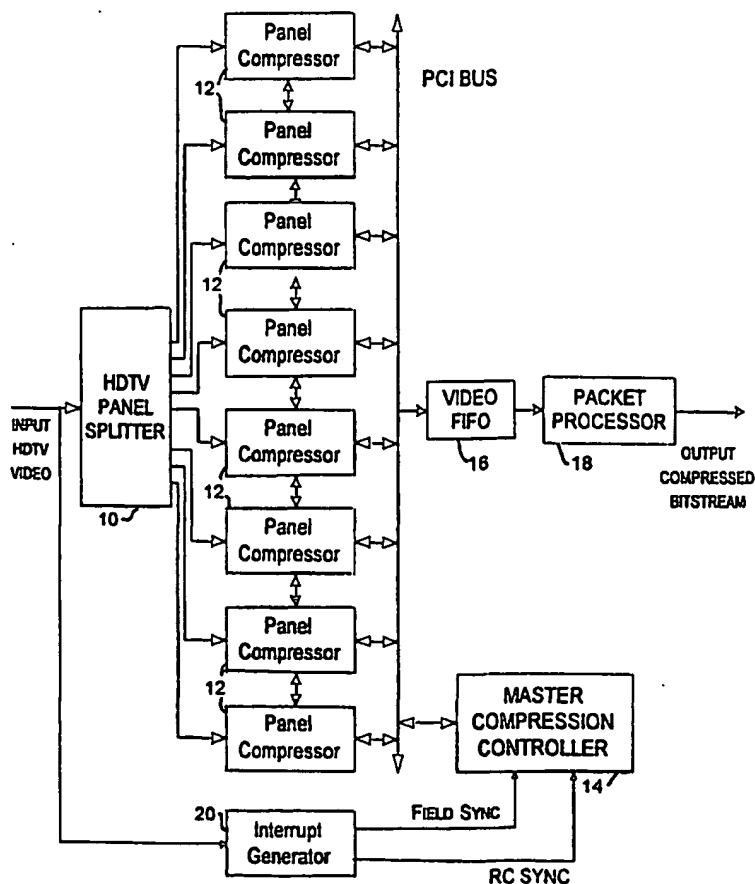 Panel
Compressor
12
PCI BUS
Panel
Compressor
Panel
Compressor
12
Panel
Compressor
HDTV
PANEL
SPLITTER
10
INPUT
HDTV
VIDEO
Panel
Compressor
12
VIDEO
FIFO
16
PACKET
PROCESSOR
18
OUTPUT
COMPRESSED
BITSTREAM
Panel
Compressor
Panel
Compressor
12
Panel
Compressor
MASTER
COMPRESSION
CONTROLLER
14
20
Interrupt
Generator
FIELD SYNC
RC SYNC